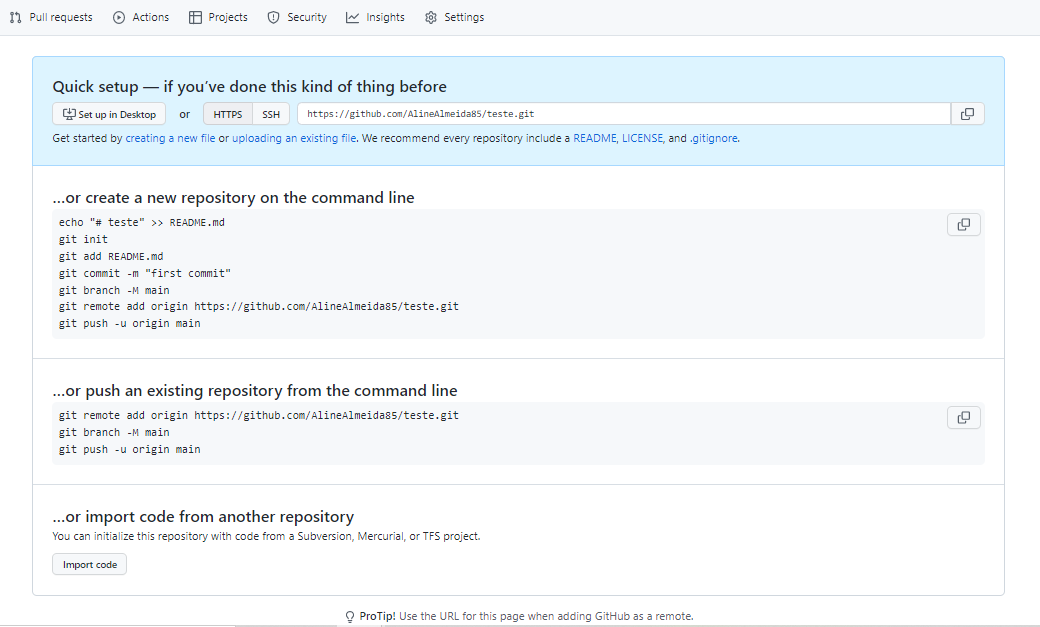 Pull requests Actions Projects Security Insights Settings
Quick setup — if you've done this kind of thing before
Set up in Desktop or HTTPS SSH https://github.com/AlineAlmeida85/teste.git
Get started by creating a new file or uploading an existing file. We recommend every repository include a README, LICENSE, and .gitignore.
…or create a new repository on the command line
echo "# teste" >> README.md
git init
git add README.md
git commit -m "first commit"
git branch -M main
git remote add origin https://github.com/AlineAlmeida85/teste.git
git push -u origin main
…or push an existing repository from the command line
git remote add origin https://github.com/AlineAlmeida85/teste.git
git branch -M main
git push -u origin main
…or import code from another repository
You can initialize this repository with code from a Subversion, Mercurial, or TFS project.
Import code
ProTip! Use the URL for this page when adding GitHub as a remote.